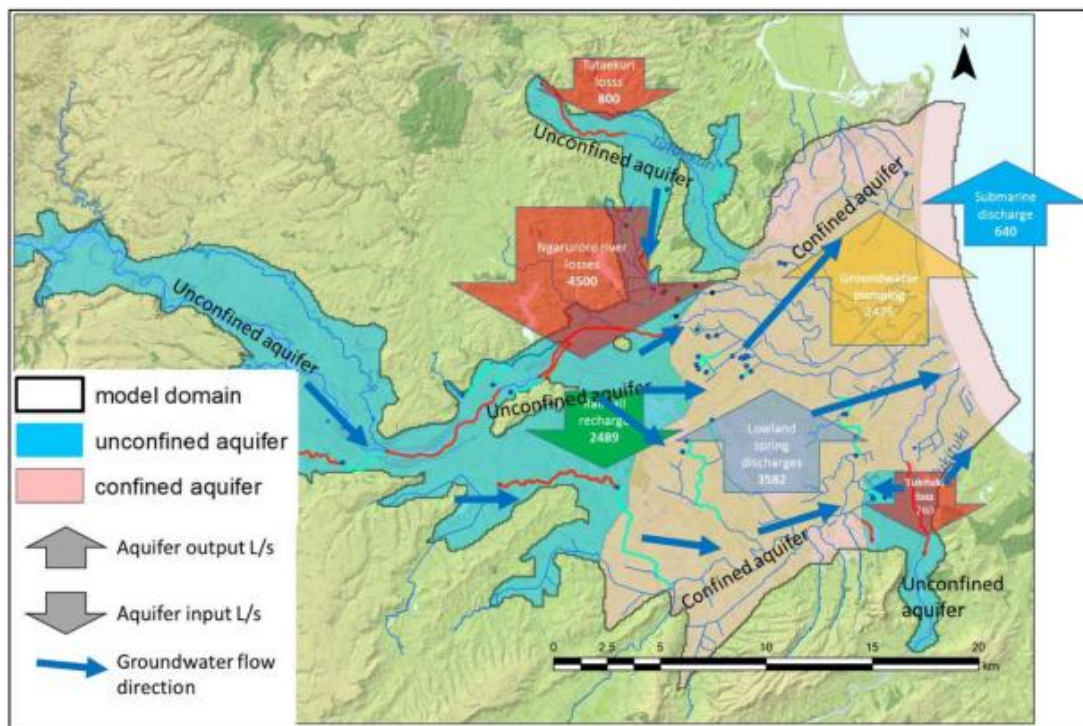 N
Tutaekuri
losss
800
Unconfined aquifer
Submarine
discharge
640
Confined aquifer
Ngaruroro river
losses
4500
Groundwater
pumping
Unconfined aquifer
Unconfined aquifer
recharge
2489
Lowland
spring
discharges
3582
Tukituki
loss
Confined aquifer
Unconfined
aquifer
model domain
unconfined aquifer
confined aquifer
Aquifer output L/s
Aquifer input L/s
Groundwater flow
direction
0 2.5 5 10 15 20
km